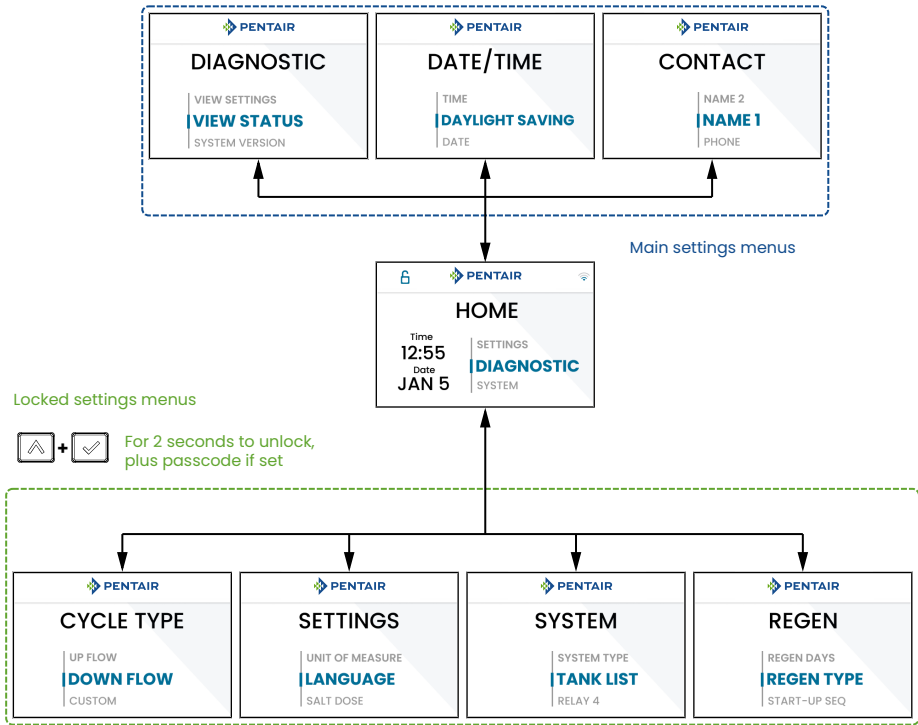 PENTAIR
DIAGNOSTIC
VIEW SETTINGS
VIEW STATUS
SYSTEM VERSION
PENTAIR
DATE/TIME
TIME
DAYLIGHT SAVING
DATE
PENTAIR
CONTACT
NAME 2
NAME 1
PHONE
Main settings menus
PENTAIR
HOME
Time
12:55
Date
JAN 5
SETTINGS
DIAGNOSTIC
SYSTEM
Locked settings menus
+
For 2 seconds to unlock,
plus passcode if set
PENTAIR
CYCLE TYPE
UP FLOW
DOWN FLOW
CUSTOM
PENTAIR
SETTINGS
UNIT OF MEASURE
LANGUAGE
SALT DOSE
PENTAIR
SYSTEM
SYSTEM TYPE
TANK LIST
RELAY 4
PENTAIR
REGEN
REGEN DAYS
REGEN TYPE
START-UP SEQ